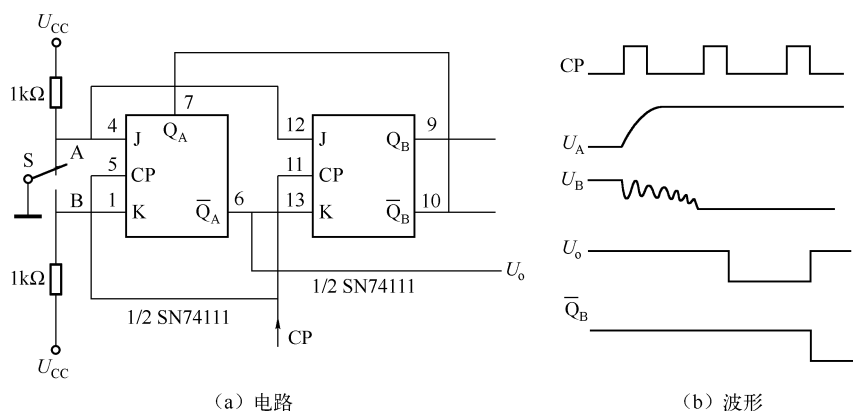 U_CC
1kΩ
4
7
J
Q_A
5
CP
1
K
Q̅_A
6
S
A
B
12
J
Q_B
9
11
CP
13
K
Q̅_B
10
1kΩ
U_CC
1/2 SN74111
1/2 SN74111
U_o
CP
(a) 电路
CP
U_A
U_B
U_o
Q̅_B
(b) 波形